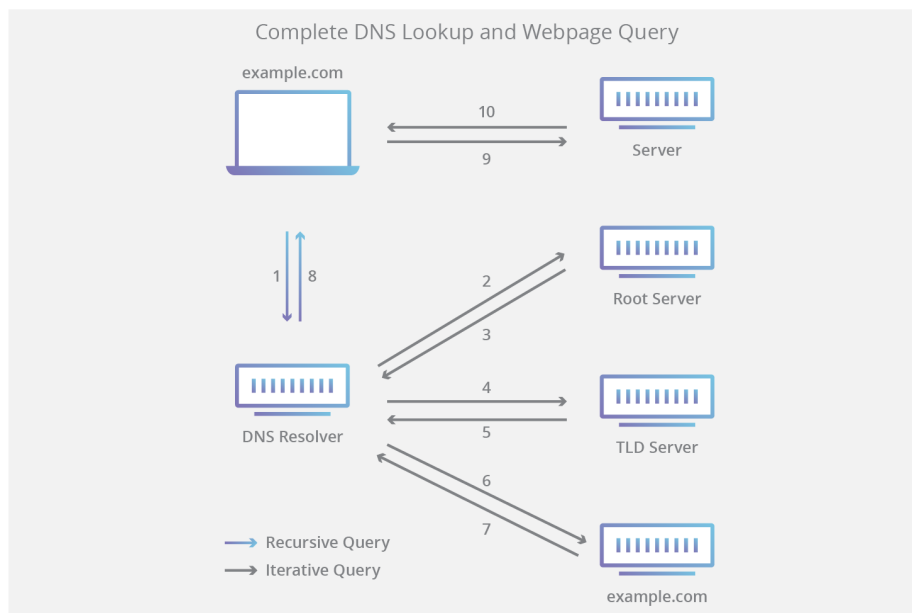 Complete DNS Lookup and Webpage Query
example.com
10
9
Server
1
8
2
3
Root Server
DNS Resolver
4
5
TLD Server
6
7
example.com
Recursive Query
Iterative Query